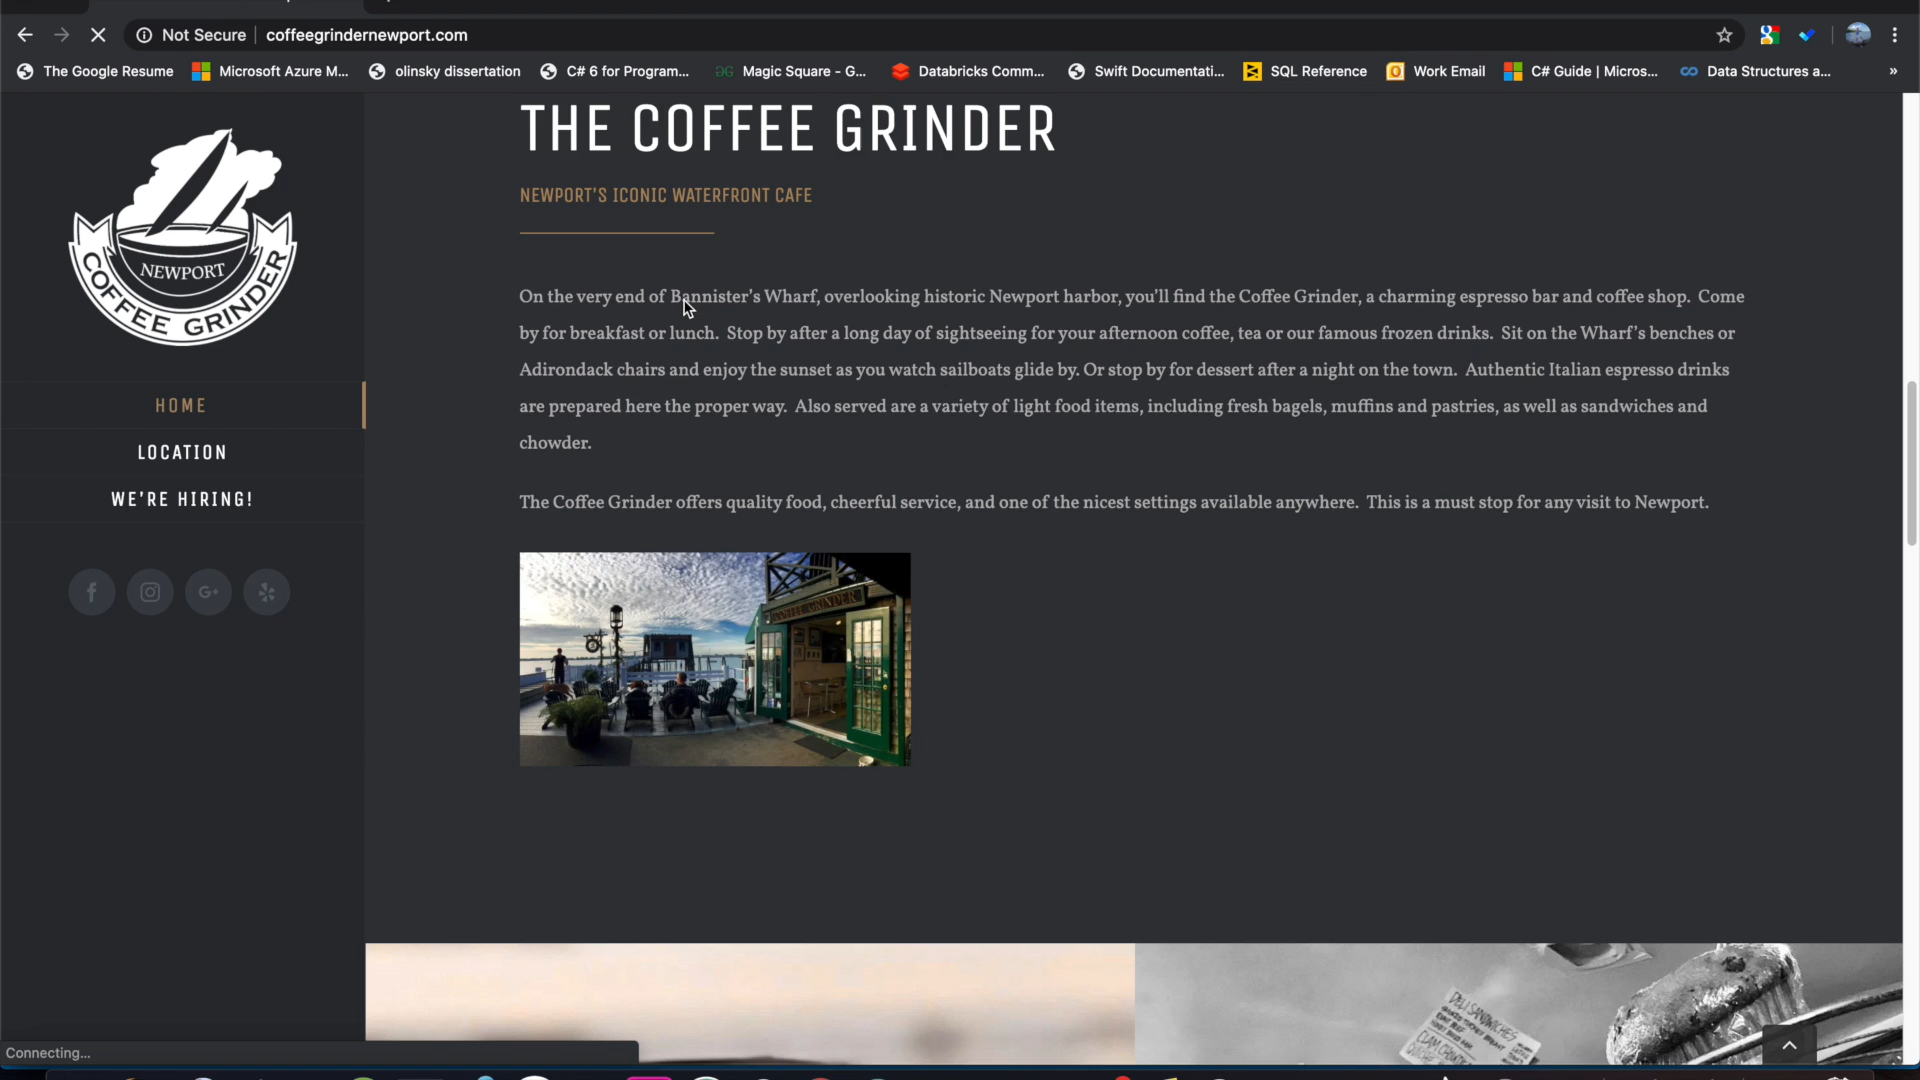 Not Secure
coffeegrindernewport.com
The Google Resume
Microsoft Azure M...
olinsky dissertation
C# 6 for Program...
Magic Square - G...
Databricks Comm...
Swift Documentati...
SQL Reference
Work Email
C# Guide | Micros...
Data Structures a...
»
NEWPORT
COFFEE GRINDER
HOME
LOCATION
WE'RE HIRING!
THE COFFEE GRINDER
NEWPORT'S ICONIC WATERFRONT CAFE
On the very end of Bannister's Wharf, overlooking historic Newport harbor, you'll find the Coffee Grinder, a charming espresso bar and coffee shop. Come
by for breakfast or lunch. Stop by after a long day of sightseeing for your afternoon coffee, tea or our famous frozen drinks. Sit on the Wharf's benches or
Adirondack chairs and enjoy the sunset as you watch sailboats glide by. Or stop by for dessert after a night on the town. Authentic Italian espresso drinks
are prepared here the proper way. Also served are a variety of light food items, including fresh bagels, muffins and pastries, as well as sandwiches and
chowder.
The Coffee Grinder offers quality food, cheerful service, and one of the nicest settings available anywhere. This is a must stop for any visit to Newport.
COFFEE GRINDER
DELI SANDWICHES
Connecting...